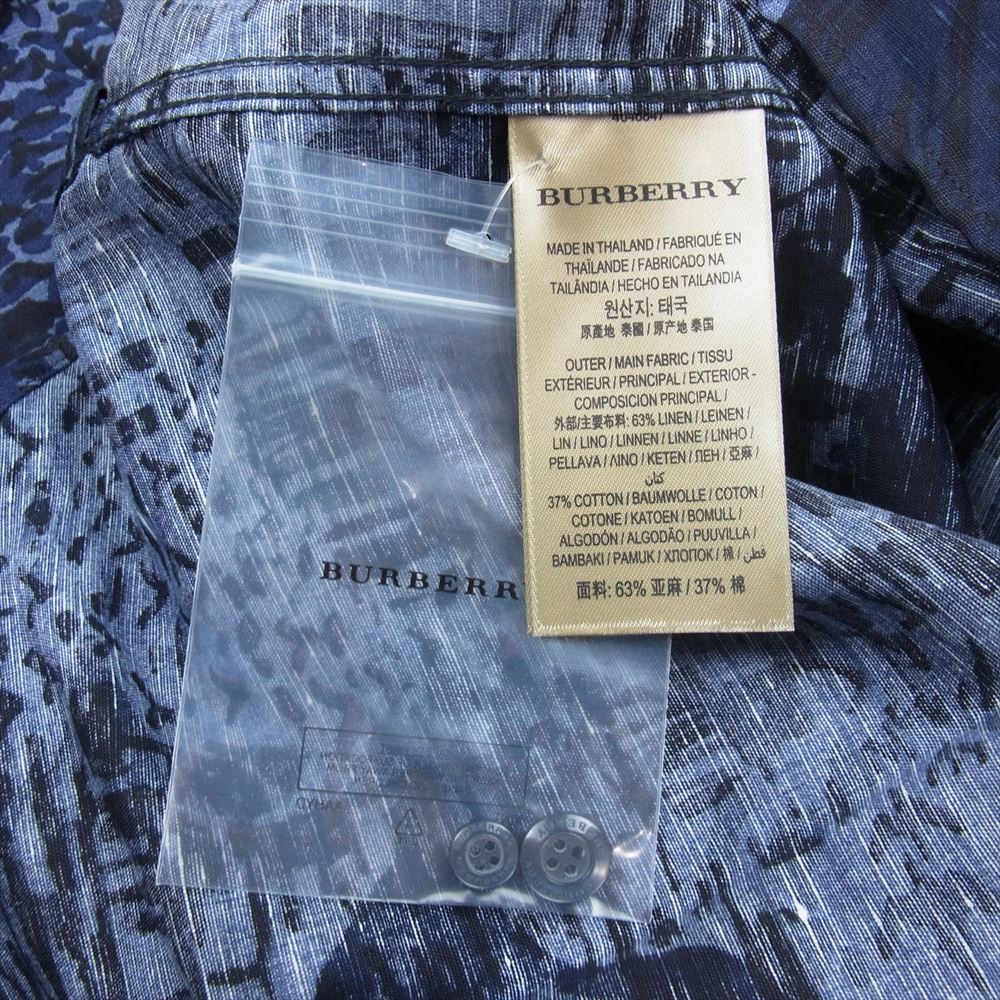 4048847
BURBERRY
MADE IN THAILAND / FABRIQUÉ EN
THAÏLANDE / FABRICADO NA
TAILÂNDIA / HECHO EN TAILANDIA
원산지: 태국
原產地 泰國 / 原产地 泰国
OUTER / MAIN FABRIC / TISSU
EXTÉRIEUR / PRINCIPAL / EXTERIOR -
COMPOSICION PRINCIPAL /
外部/主要布料: 63% LINEN / LEINEN /
LIN / LINO / LINNEN / LINNE / LINHO /
PELLAVA / ΛΙΝΟ / KETEN / ЛЕН / 亞麻 /
كتان
37% COTTON / BAUMWOLLE / COTON /
COTONE / KATOEN / BOMULL /
ALGODÓN / ALGODÃO / PUUVILLA /
BAMBAKI / PAMUK / ХЛОПОК / 棉 / قطن /
面料: 63% 亚麻 / 37% 棉
BURBERR